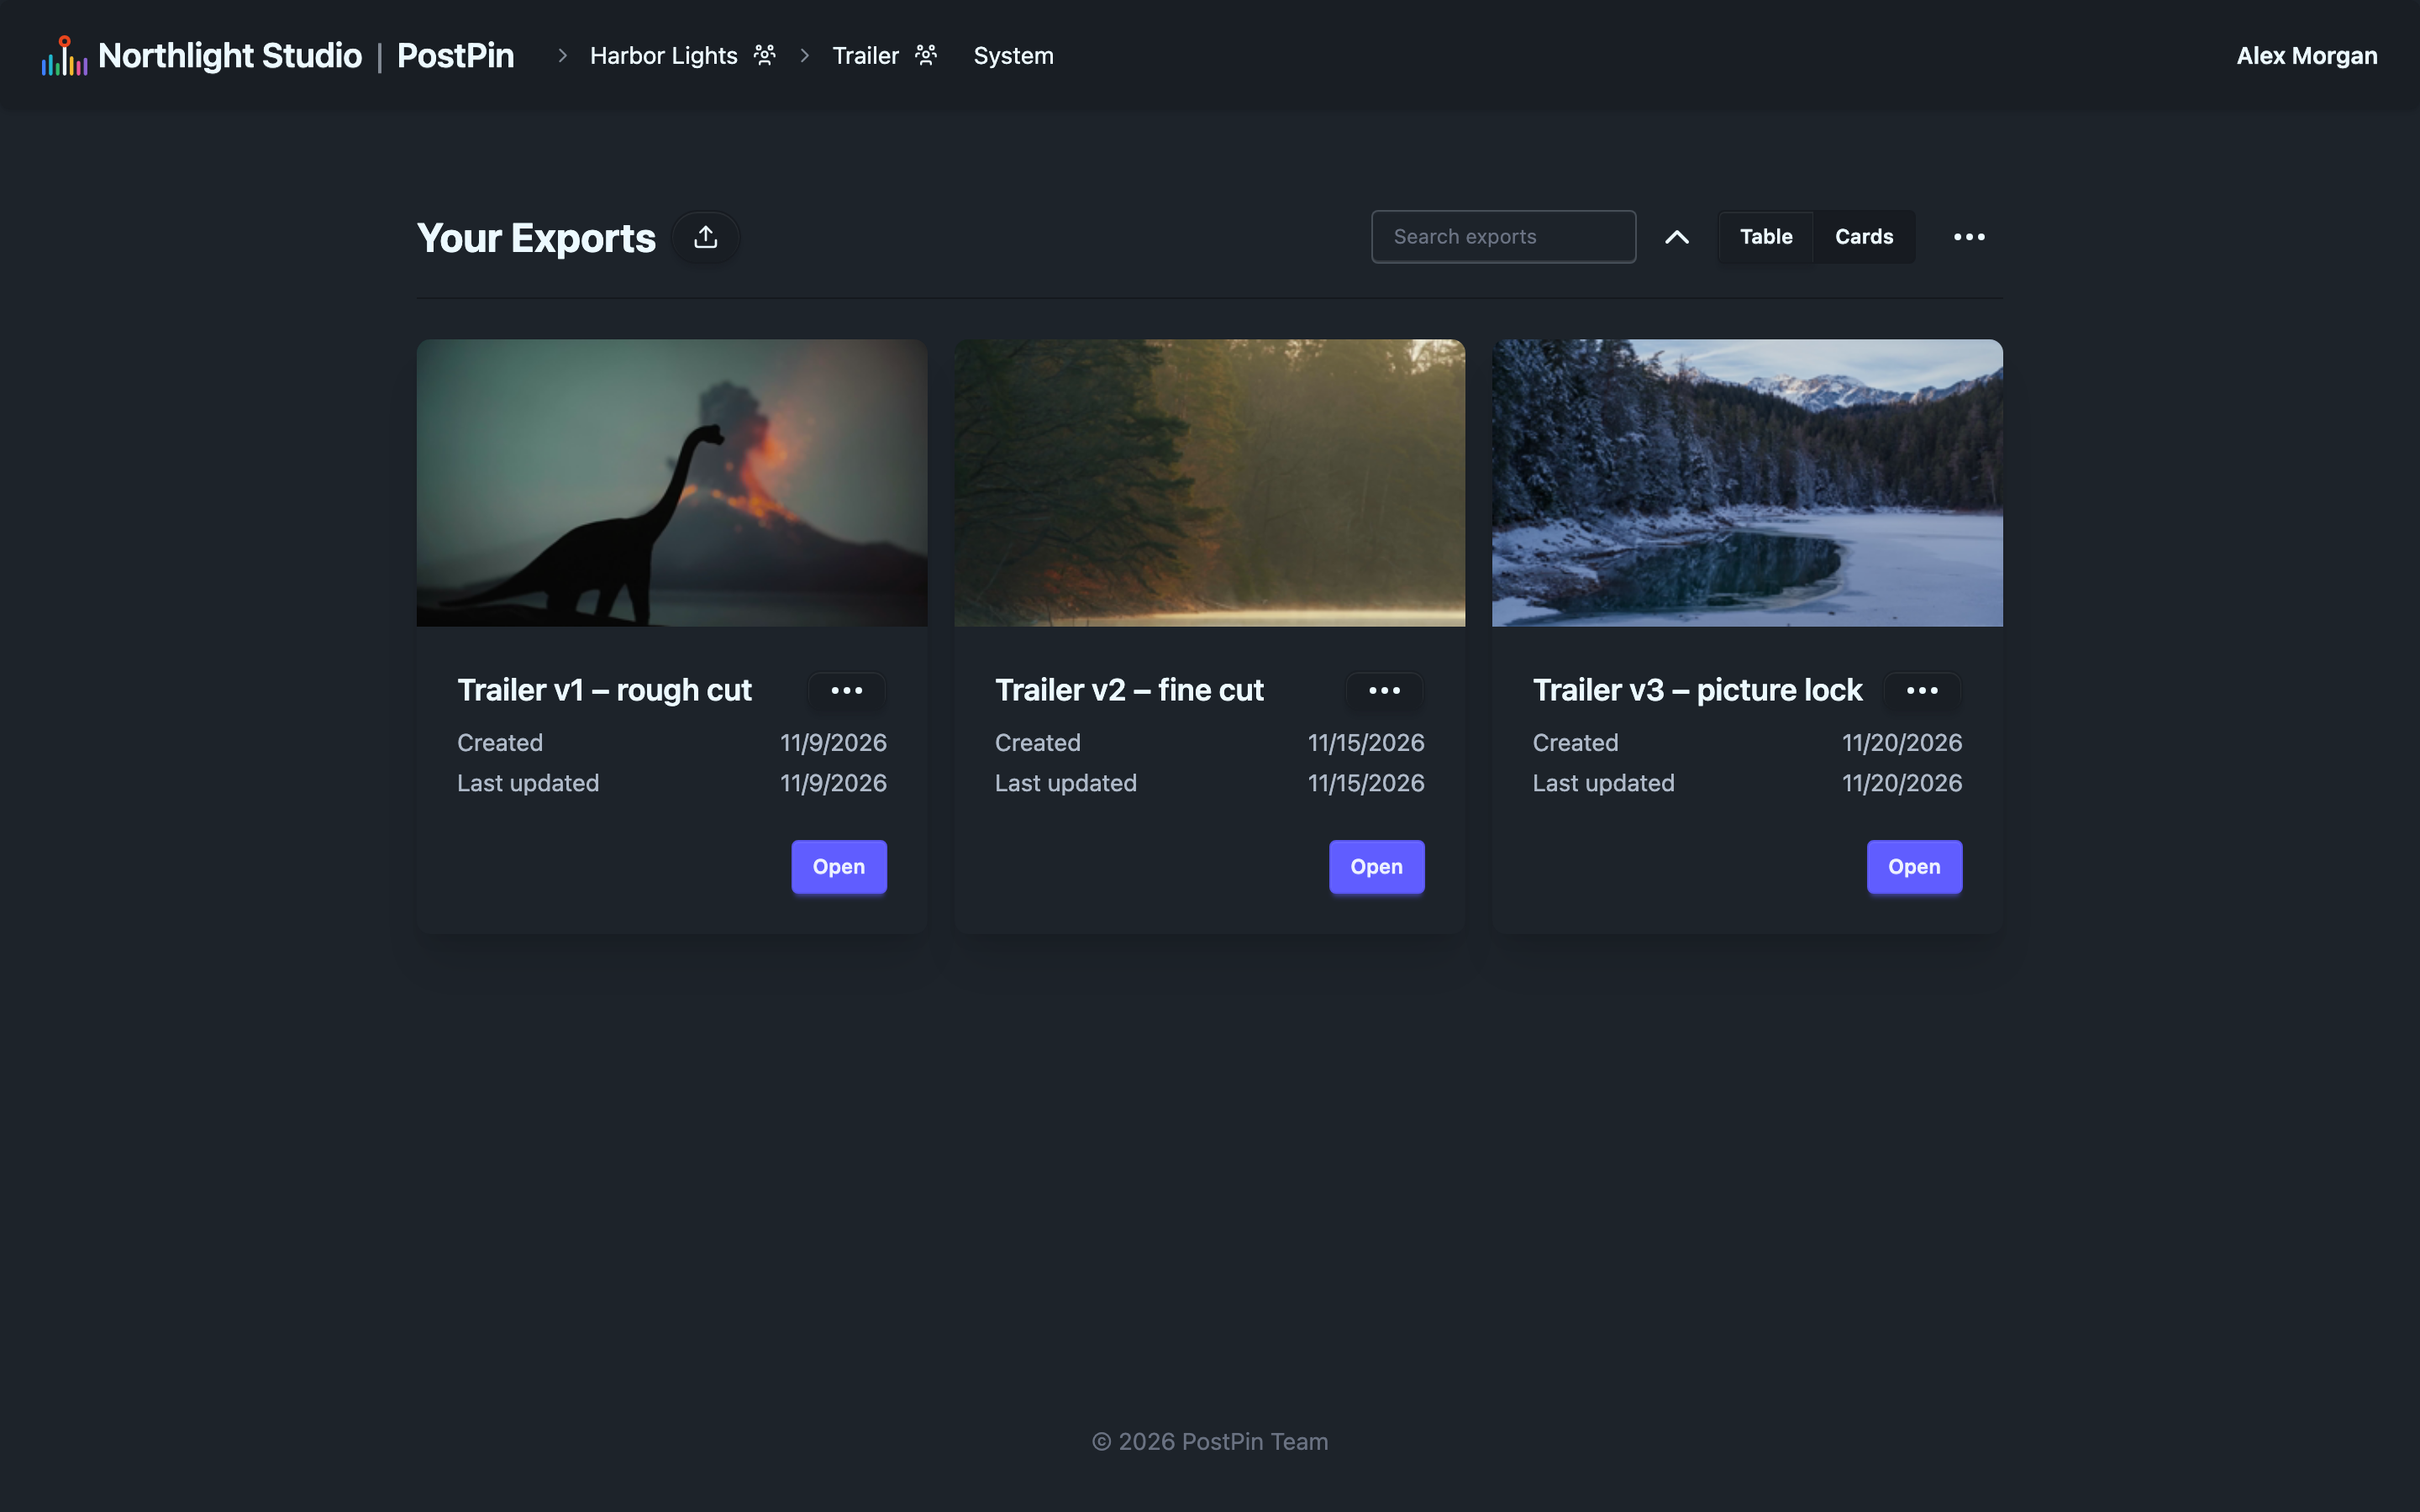 Northlight Studio | PostPin > Harbor Lights > Trailer System Alex Morgan
Your Exports Search exports Table Cards
Trailer v1 – rough cut
Created 11/9/2026
Last updated 11/9/2026
Open
Trailer v2 – fine cut
Created 11/15/2026
Last updated 11/15/2026
Open
Trailer v3 – picture lock
Created 11/20/2026
Last updated 11/20/2026
Open
© 2026 PostPin Team